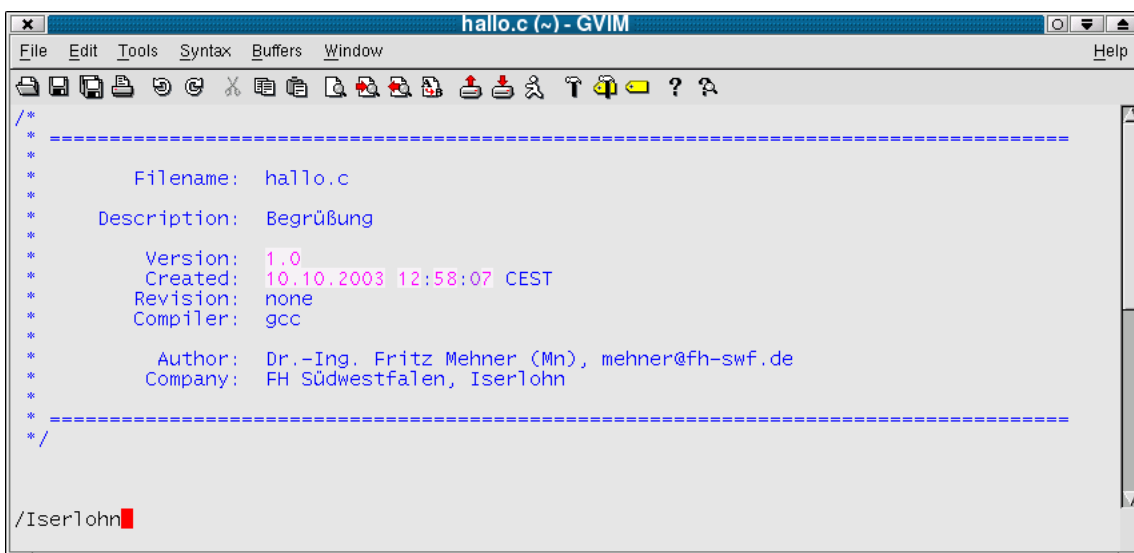 hallo.c (~) - GVIM
File Edit Tools Syntax Buffers Window Help
/*
* ======================================================================================
*
* Filename: hallo.c
*
* Description: Begrüßung
*
* Version: 1.0
* Created: 10.10.2003 12:58:07 CEST
* Revision: none
* Compiler: gcc
*
* Author: Dr.-Ing. Fritz Mehner (Mn), mehner@fh-swf.de
* Company: FH Südwestfalen, Iserlohn
*
* ======================================================================================
*/
/Iserlohn